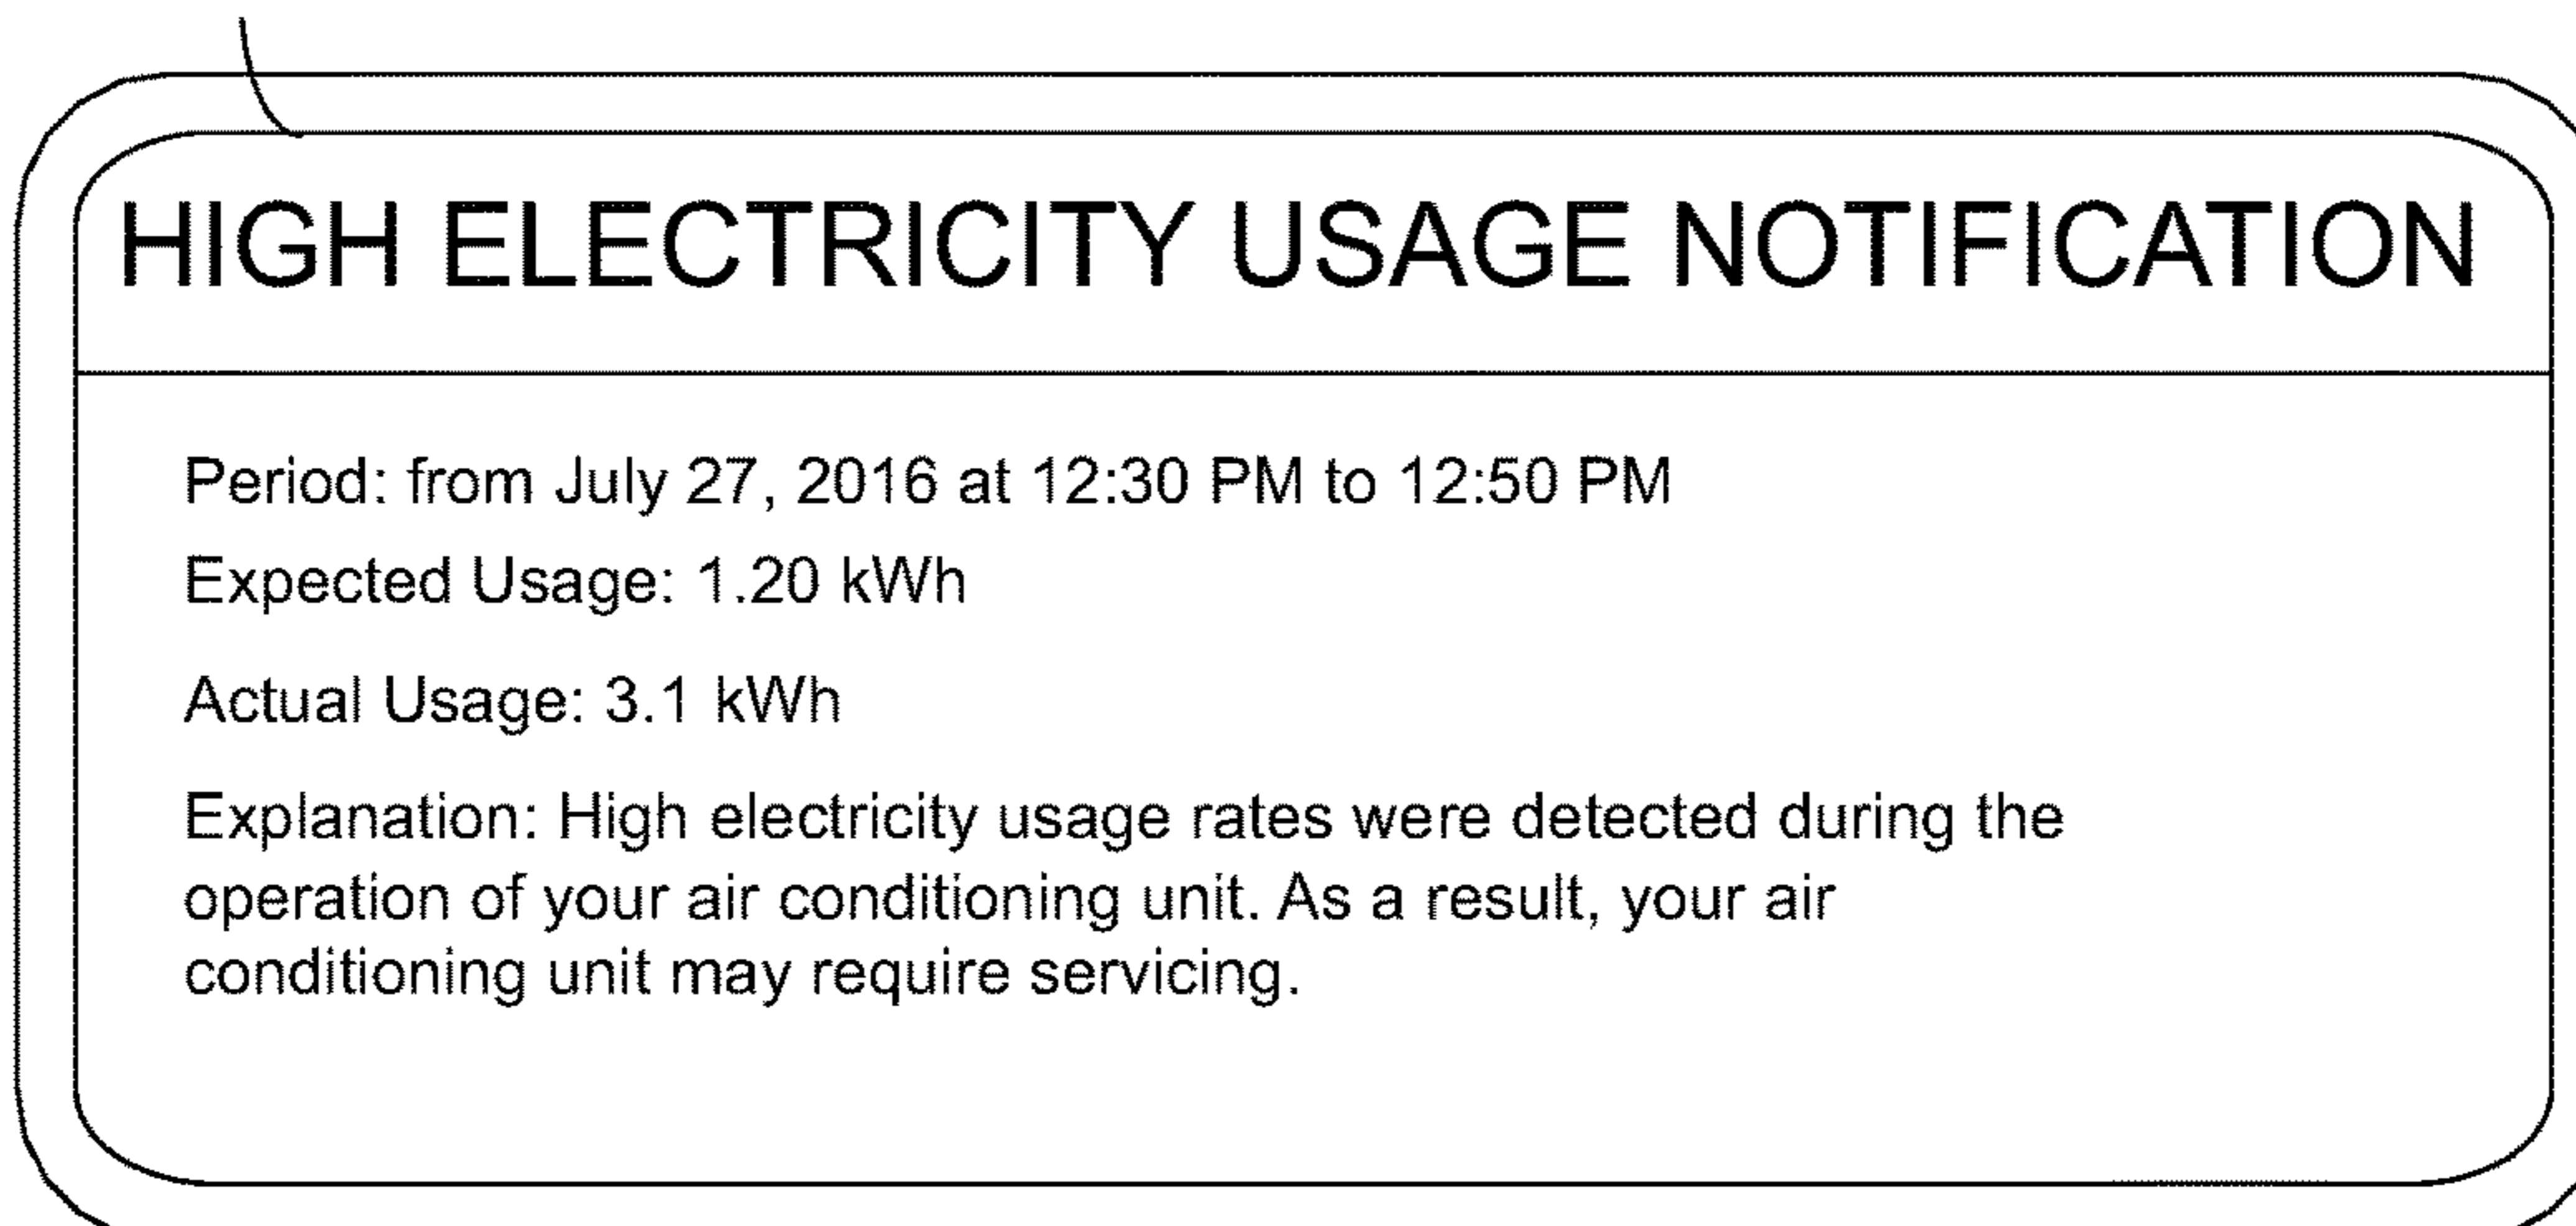 HIGH ELECTRICITY USAGE NOTIFICATION
Period: from July 27, 2016 at 12:30 PM to 12:50 PM
Expected Usage: 1.20 kWh
Actual Usage: 3.1 kWh
Explanation: High electricity usage rates were detected during the
operation of your air conditioning unit. As a result, your air
conditioning unit may require servicing.